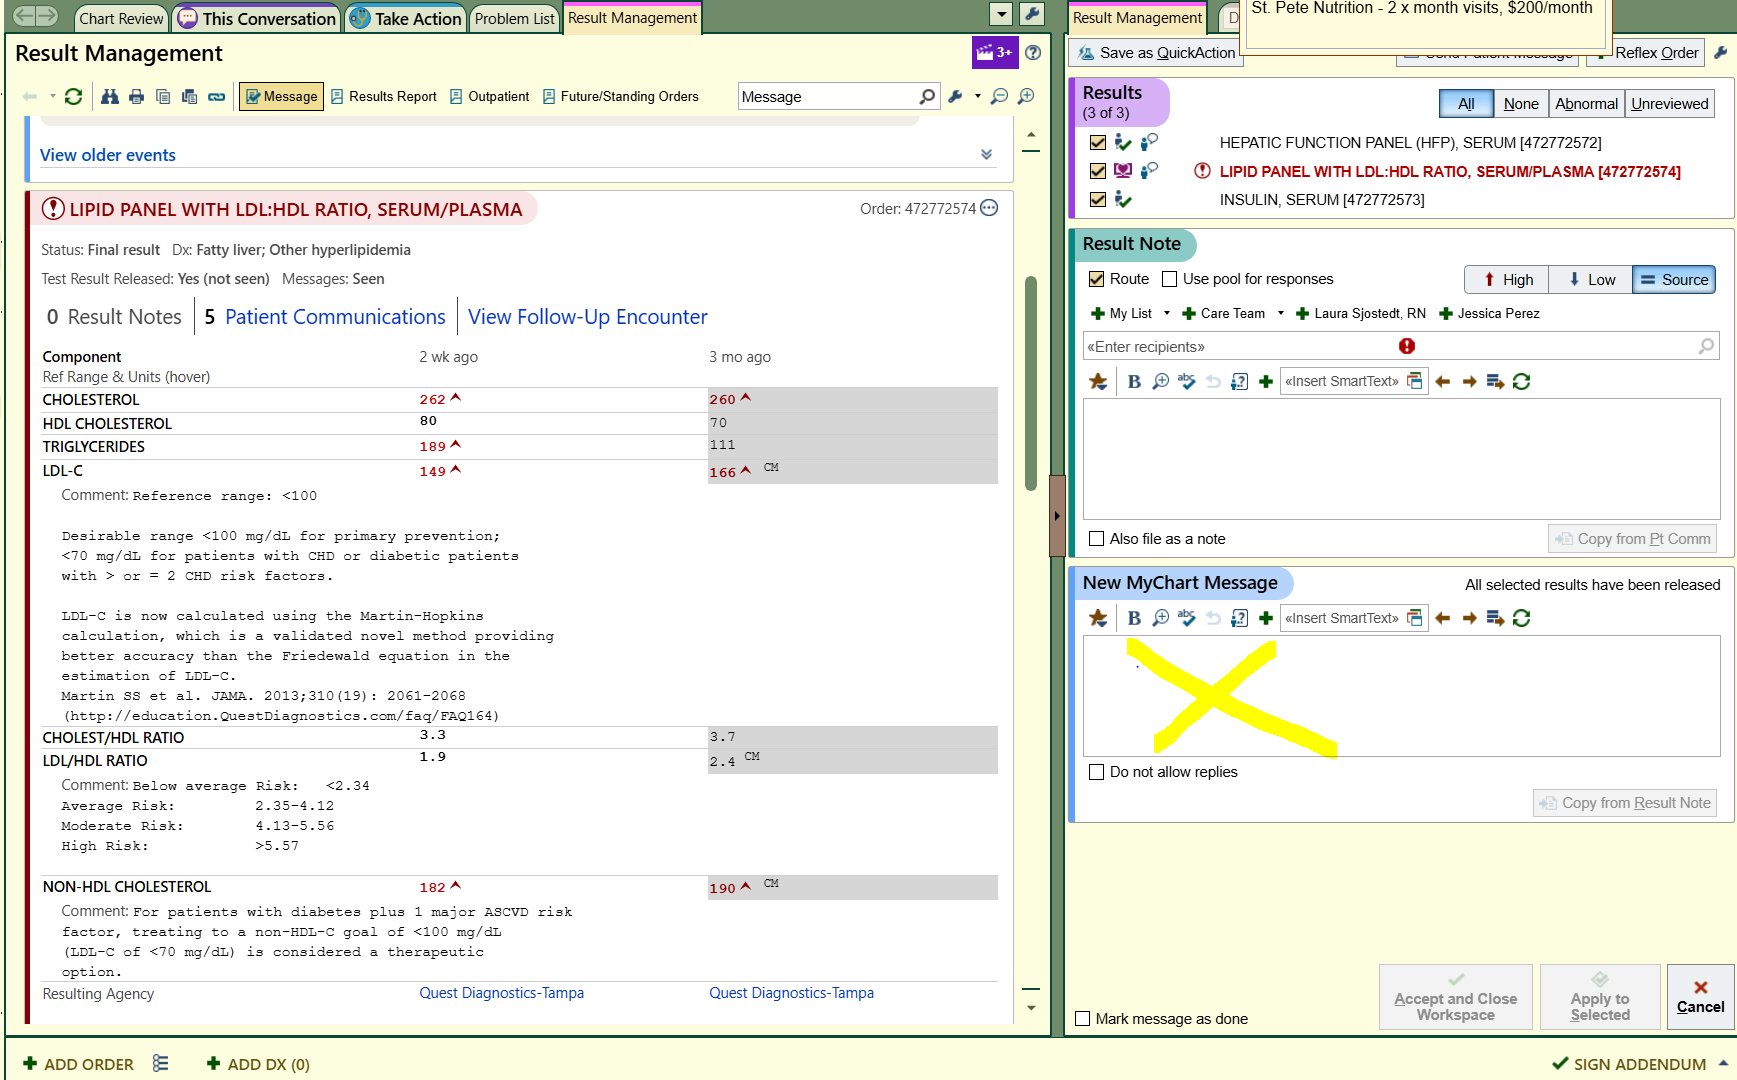 Chart Review
This Conversation
Take Action
Problem List
Result Management
Result Management
3+
Message
Results Report
Outpatient
Future/Standing Orders
Message
View older events
LIPID PANEL WITH LDL:HDL RATIO, SERUM/PLASMA
Order: 472772574
Status: Final result Dx: Fatty liver; Other hyperlipidemia
Test Result Released: Yes (not seen) Messages: Seen
0 Result Notes 5 Patient Communications View Follow-Up Encounter
Component 2 wk ago 3 mo ago
Ref Range & Units (hover)
CHOLESTEROL 262 260
HDL CHOLESTEROL 80 70
TRIGLYCERIDES 189 111
LDL-C 149 166 CM
Comment: Reference range: <100
Desirable range <100 mg/dL for primary prevention;
<70 mg/dL for patients with CHD or diabetic patients
with > or = 2 CHD risk factors.
LDL-C is now calculated using the Martin-Hopkins
calculation, which is a validated novel method providing
better accuracy than the Friedewald equation in the
estimation of LDL-C.
Martin SS et al. JAMA. 2013;310(19): 2061-2068
(http://education.QuestDiagnostics.com/faq/FAQ164)
CHOLEST/HDL RATIO 3.3 3.7
LDL/HDL RATIO 1.9 2.4 CM
Comment: Below average Risk: <2.34
Average Risk: 2.35-4.12
Moderate Risk: 4.13-5.56
High Risk: >5.57
NON-HDL CHOLESTEROL 182 190 CM
Comment: For patients with diabetes plus 1 major ASCVD risk
factor, treating to a non-HDL-C goal of <100 mg/dL
(LDL-C of <70 mg/dL) is considered a therapeutic
option.
Resulting Agency Quest Diagnostics-Tampa Quest Diagnostics-Tampa
ADD ORDER
ADD DX (0)
Result Management
D
St. Pete Nutrition - 2 x month visits, $200/month
Save as QuickAction
Send Patient Message
Reflex Order
Results
(3 of 3)
All None Abnormal Unreviewed
HEPATIC FUNCTION PANEL (HFP), SERUM [472772572]
LIPID PANEL WITH LDL:HDL RATIO, SERUM/PLASMA [472772574]
INSULIN, SERUM [472772573]
Result Note
Route Use pool for responses High Low Source
My List Care Team Laura Sjostedt, RN Jessica Perez
«Enter recipients»
B abc «Insert SmartText»
Also file as a note
Copy from Pt Comm
New MyChart Message
All selected results have been released
B abc «Insert SmartText»
Do not allow replies
Copy from Result Note
Accept and Close
Workspace
Apply to
Selected
Cancel
Mark message as done
SIGN ADDENDUM